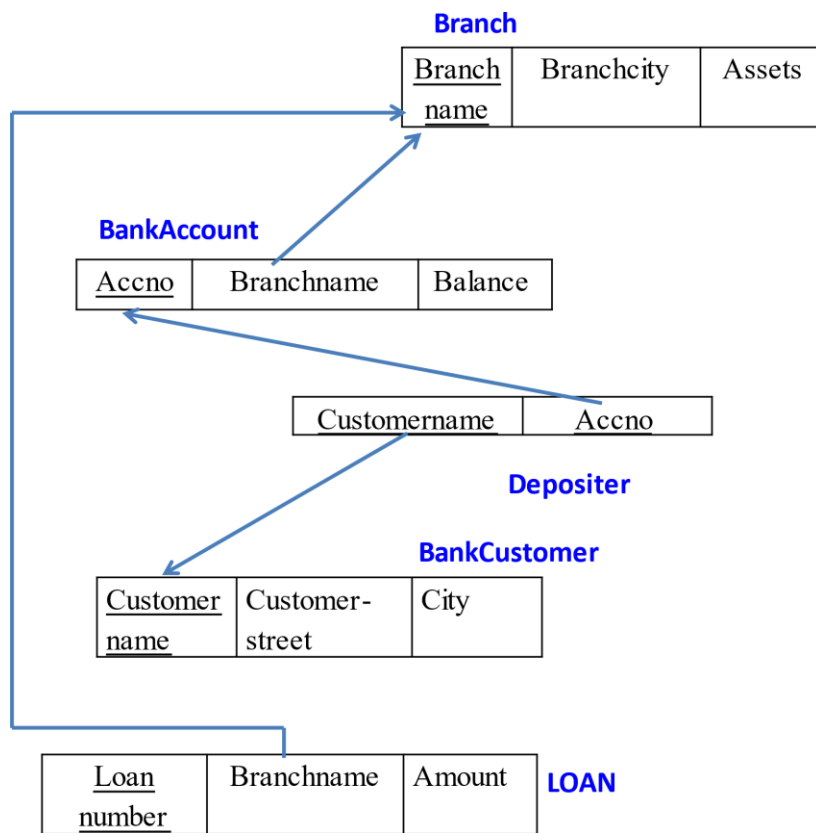 Branch
Branch Branchcity Assets
name
BankAccount
Accno Branchname Balance
Customername Accno
Depositer
BankCustomer
Customer Customer- City
name street
Loan Branchname Amount LOAN
number